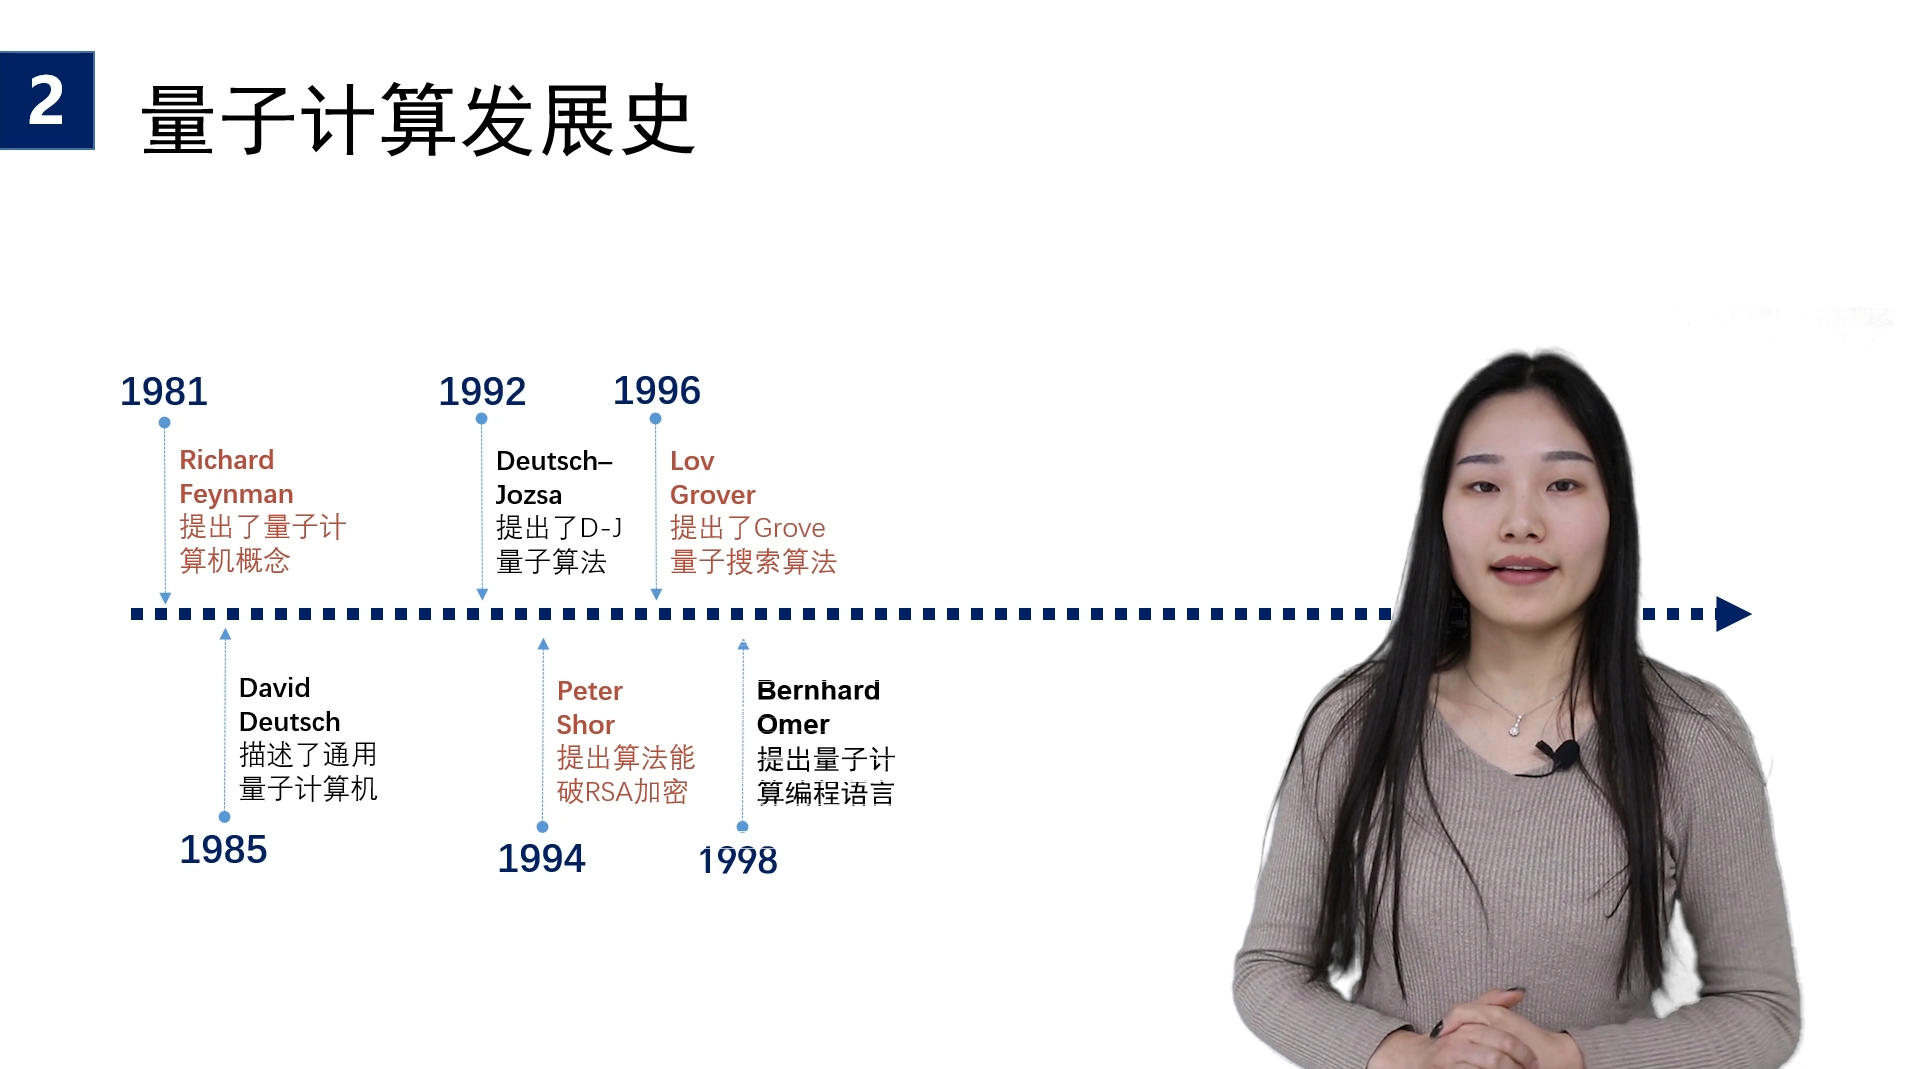 2
量子计算发展史
1981
1992
1996
Richard
Feynman
提出了量子计
算机概念
Deutsch–
Jozsa
提出了D-J
量子算法
Lov
Grover
提出了Grove
量子搜索算法
David
Deutsch
描述了通用
量子计算机
Peter
Shor
提出算法能
破RSA加密
Bernhard
Omer
提出量子计
算编程语言
1985
1994
1998